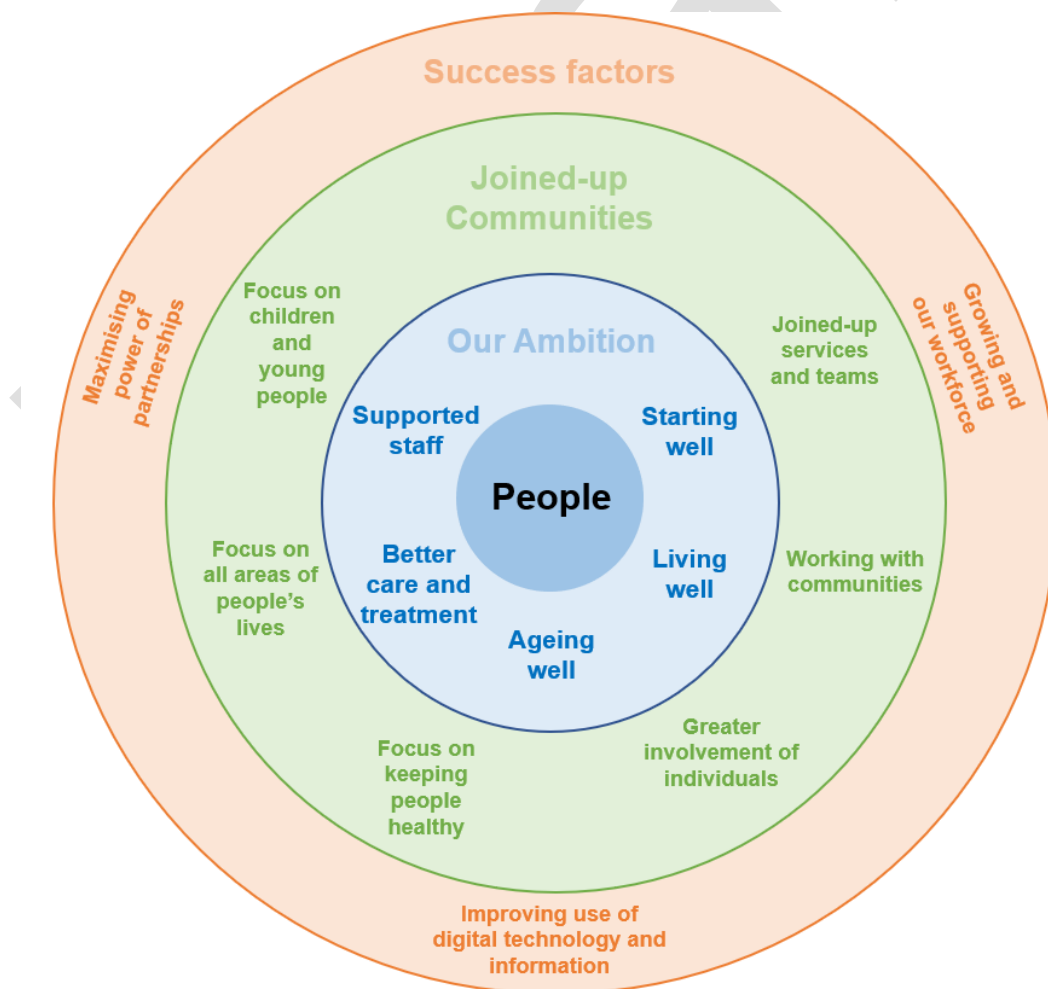 Success factors
Maximising
power of
partnerships
Growing and
supporting
our workforce
Improving use of
digital technology and
information
Joined-up
Communities
Focus on
children
and
young
people
Joined-up
services
and teams
Focus on
all areas of
people's
lives
Working with
communities
Focus on
keeping
people
healthy
Greater
involvement of
individuals
Our Ambition
Supported
staff
Starting
well
Better
care and
treatment
Living
well
Ageing
well
People